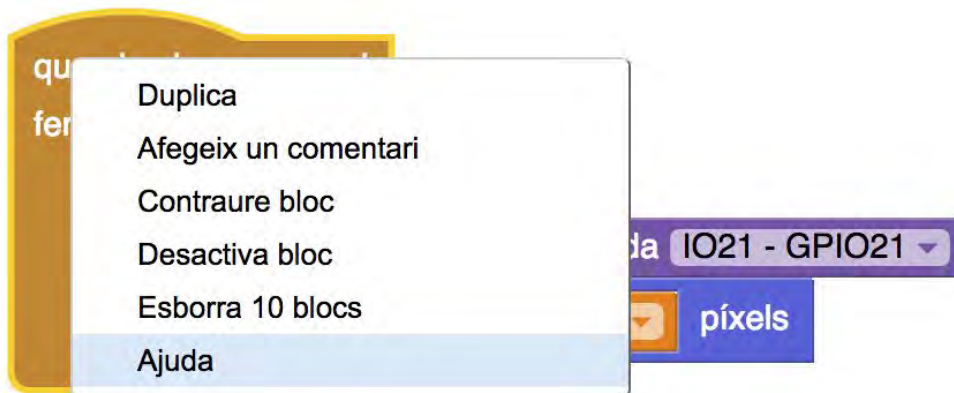 Duplica
Afegeix un comentari
Contraure bloc
Desactiva bloc
IO21 - GPIO21
Esborra 10 blocs
píxels
Ajuda